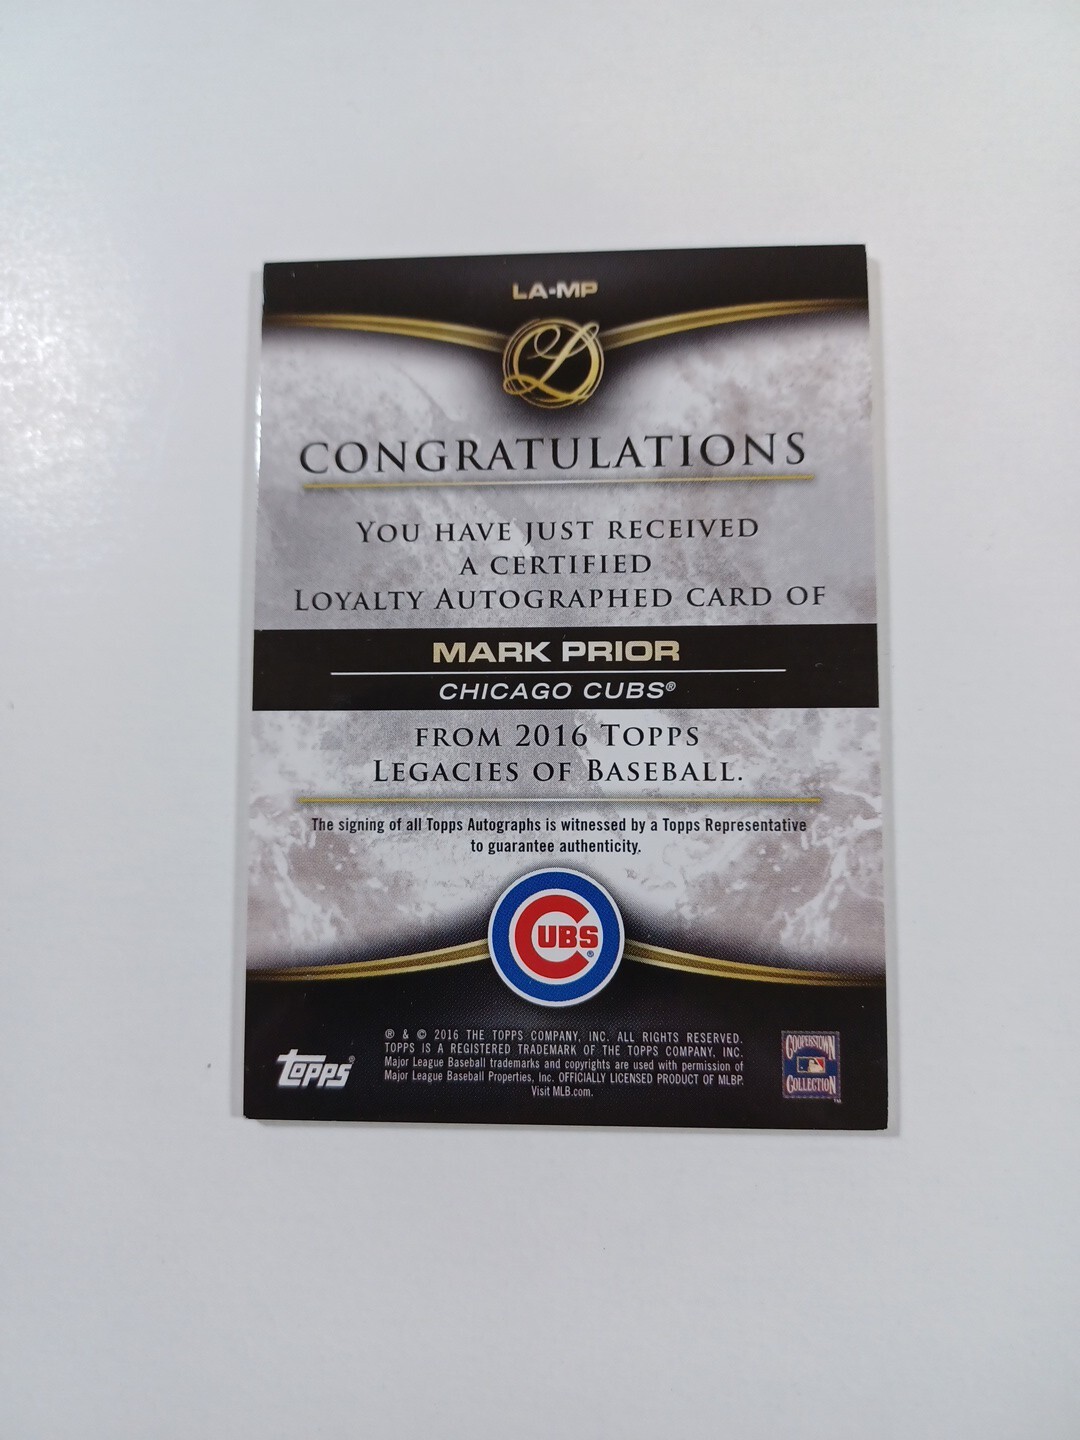 LA-MP
L
CONGRATULATIONS
YOU HAVE JUST RECEIVED
A CERTIFIED
LOYALTY AUTOGRAPHED CARD OF
MARK PRIOR
CHICAGO CUBS®
FROM 2016 TOPPS
LEGACIES OF BASEBALL.
The signing of all Topps Autographs is witnessed by a Topps Representative
to guarantee authenticity.
CUBS®
® & © 2016 THE TOPPS COMPANY, INC. ALL RIGHTS RESERVED.
TOPPS IS A REGISTERED TRADEMARK OF THE TOPPS COMPANY, INC.
Major League Baseball trademarks and copyrights are used with permission of
Major League Baseball Properties, Inc. OFFICIALLY LICENSED PRODUCT OF MLBP.
Visit MLB.com.
topps®
COOPERSTOWN
COLLECTION™